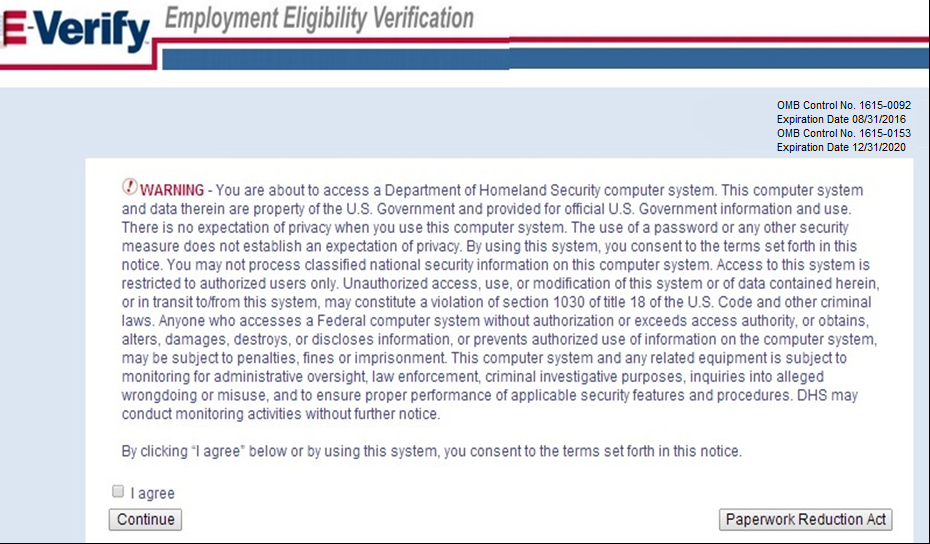 E-Verify Employment Eligibility Verification
OMB Control No. 1615-0092
Expiration Date 08/31/2016
OMB Control No. 1615-0153
Expiration Date 12/31/2020
WARNING - You are about to access a Department of Homeland Security computer system. This computer system
and data therein are property of the U.S. Government and provided for official U.S. Government information and use.
There is no expectation of privacy when you use this computer system. The use of a password or any other security
measure does not establish an expectation of privacy. By using this system, you consent to the terms set forth in this
notice. You may not process classified national security information on this computer system. Access to this system is
restricted to authorized users only. Unauthorized access, use, or modification of this system or of data contained herein,
or in transit to/from this system, may constitute a violation of section 1030 of title 18 of the U.S. Code and other criminal
laws. Anyone who accesses a Federal computer system without authorization or exceeds access authority, or obtains,
alters, damages, destroys, or discloses information, or prevents authorized use of information on the computer system,
may be subject to penalties, fines or imprisonment. This computer system and any related equipment is subject to
monitoring for administrative oversight, law enforcement, criminal investigative purposes, inquiries into alleged
wrongdoing or misuse, and to ensure proper performance of applicable security features and procedures. DHS may
conduct monitoring activities without further notice.
By clicking “I agree” below or by using this system, you consent to the terms set forth in this notice.
I agree
Continue
Paperwork Reduction Act